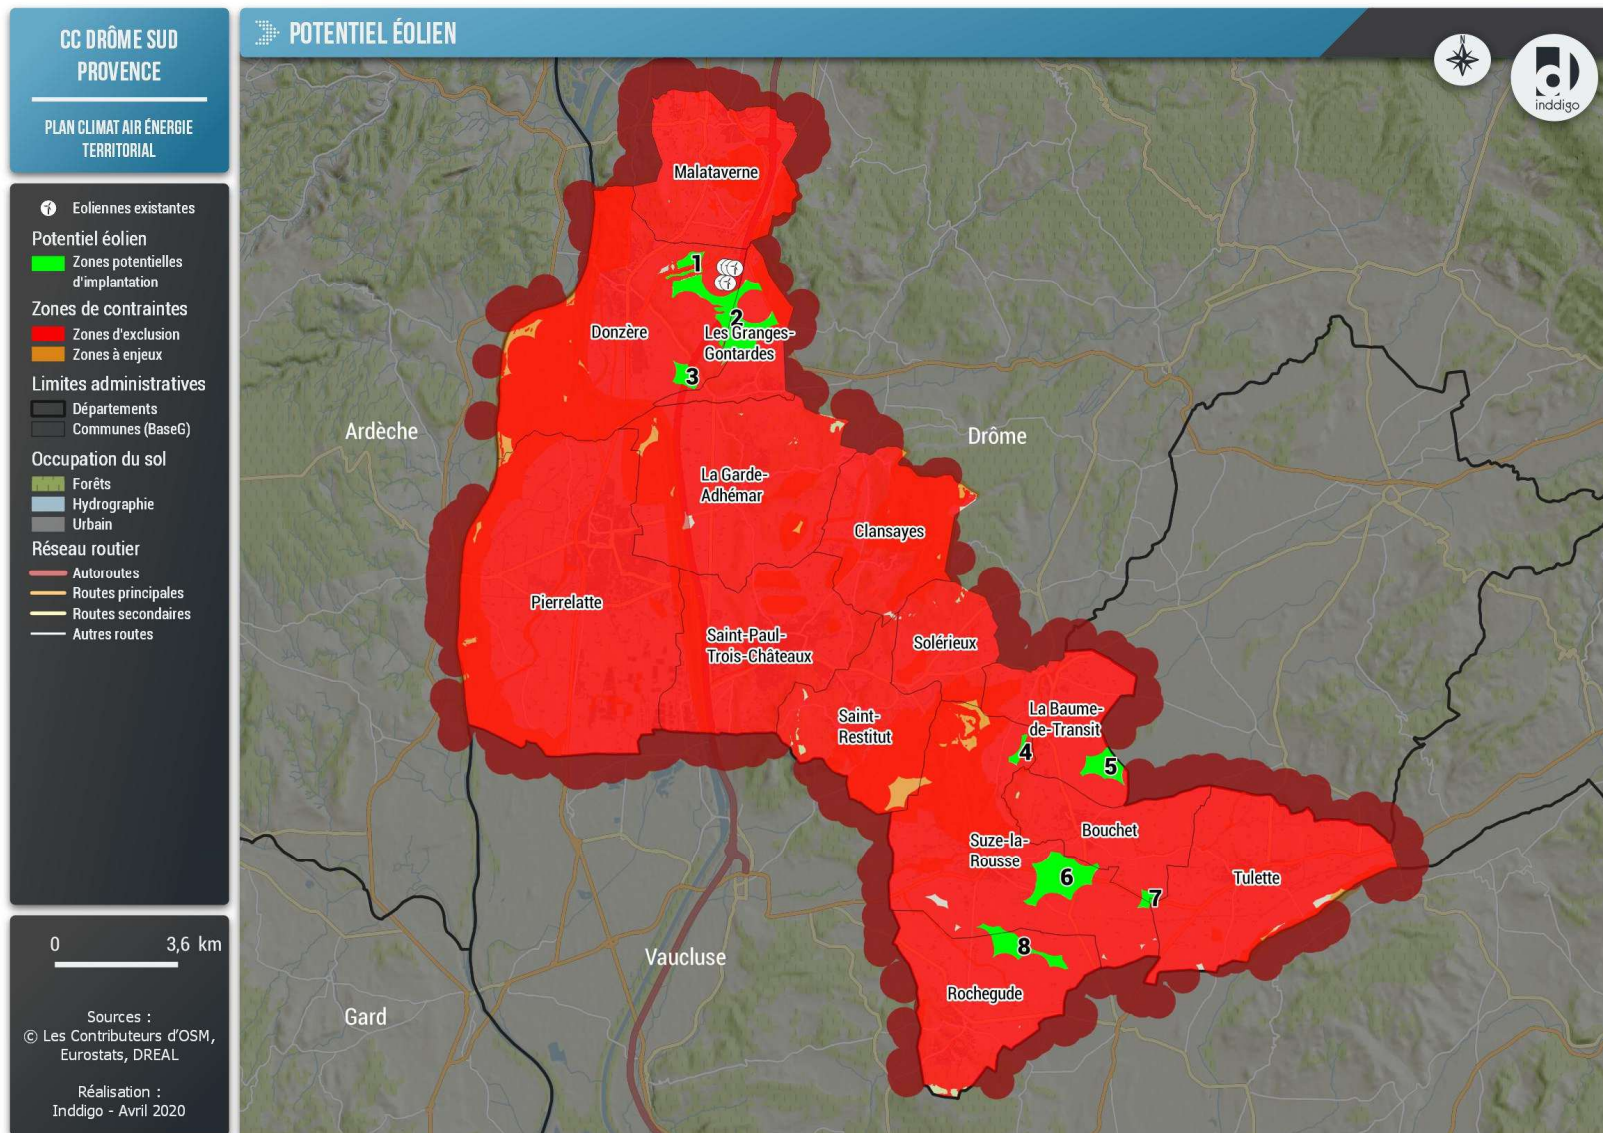 CC DRÔME SUD
PROVENCE
PLAN CLIMAT AIR ÉNERGIE
TERRITORIAL
POTENTIEL ÉOLIEN
N
inddigo
Eoliennes existantes
Potentiel éolien
Zones potentielles
d'implantation
Zones de contraintes
Zones d'exclusion
Zones à enjeux
Limites administratives
Départements
Communes (BaseG)
Occupation du sol
Forêts
Hydrographie
Urbain
Réseau routier
Autoroutes
Routes principales
Routes secondaires
Autres routes
0 3,6 km
Sources :
© Les Contributeurs d'OSM,
Eurostats, DREAL
Réalisation :
Inddigo - Avril 2020
Malataverne
1
2
Donzère
Les Granges-
Gontardes
3
Ardèche
Drôme
La Garde-
Adhémar
Clansayes
Pierrelatte
Saint-Paul-
Trois-Châteaux
Solérieux
Saint-
Restitut
La Baume-
de-Transit
4
5
Bouchet
Suze-la-
Rousse
6
Tulette
7
8
Vaucluse
Rochegude
Gard